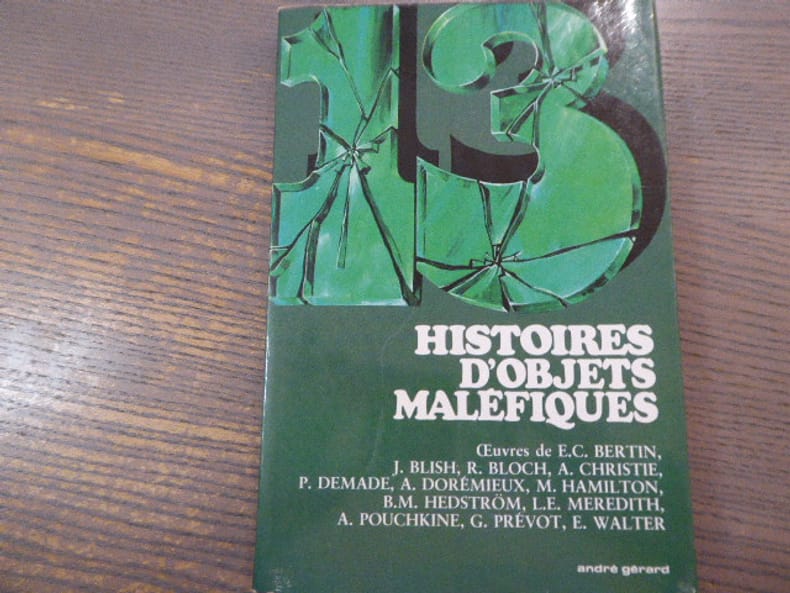 13
HISTOIRES
D'OBJETS
MALÉFIQUES
Œuvres de E.C. BERTIN,
J. BLISH, R. BLOCH, A. CHRISTIE,
P. DEMADE, A. DORÉMIEUX, M. HAMILTON,
B.M. HEDSTRÖM, L.E. MEREDITH,
A. POUCHKINE, G. PRÉVOT, E. WALTER
andré gérard